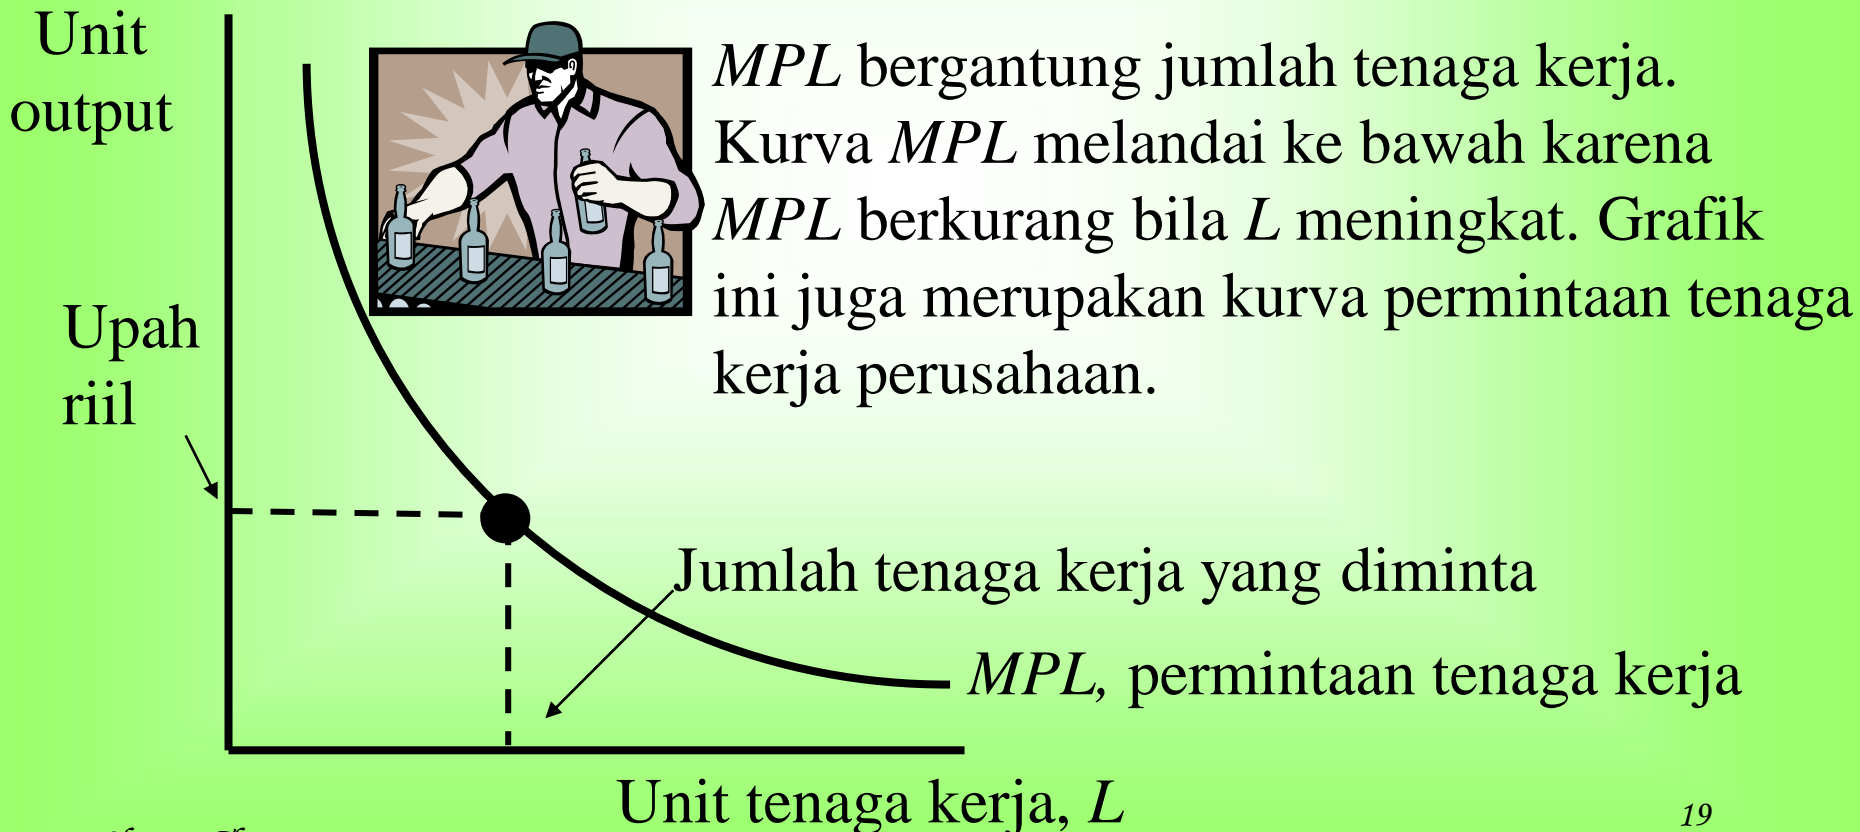 Unit
output
MPL bergantung jumlah tenaga kerja.
Kurva MPL melandai ke bawah karena
MPL berkurang bila L meningkat. Grafik
ini juga merupakan kurva permintaan tenaga
kerja perusahaan.
Upah
riil
Jumlah tenaga kerja yang diminta
MPL, permintaan tenaga kerja
Unit tenaga kerja, L
19